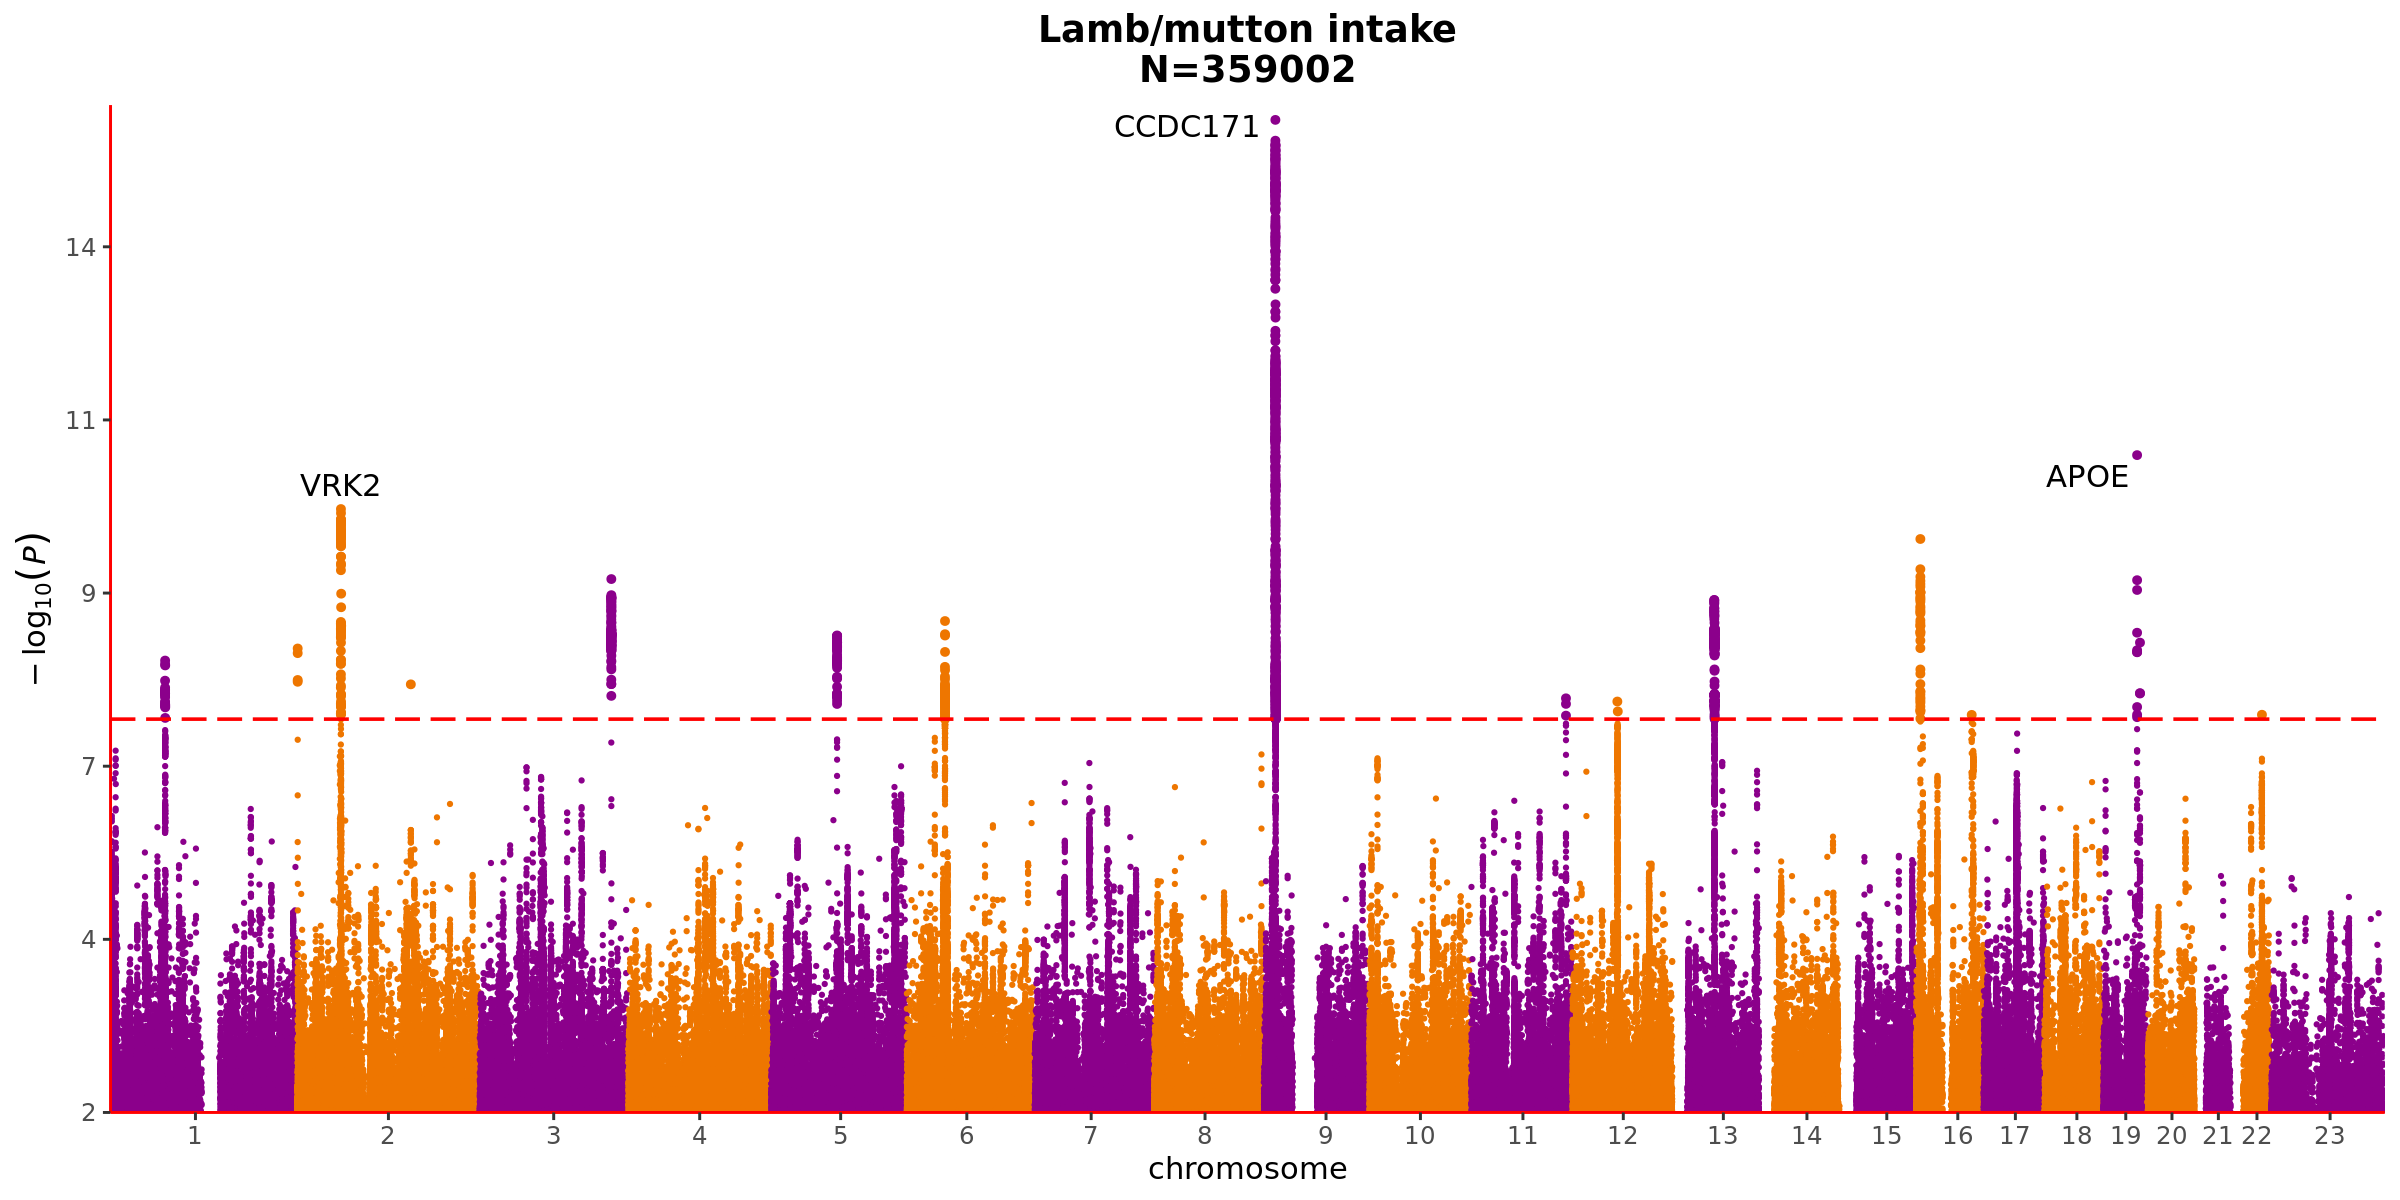 Lamb/mutton intake
N=359002
CCDC171
14
11
VRK2
APOE
9
− log10(P)
7
4
2
1 2 3 4 5 6 7 8 9 10 11 12 13 14 15 16 17 18 19 20 21 22 23
chromosome